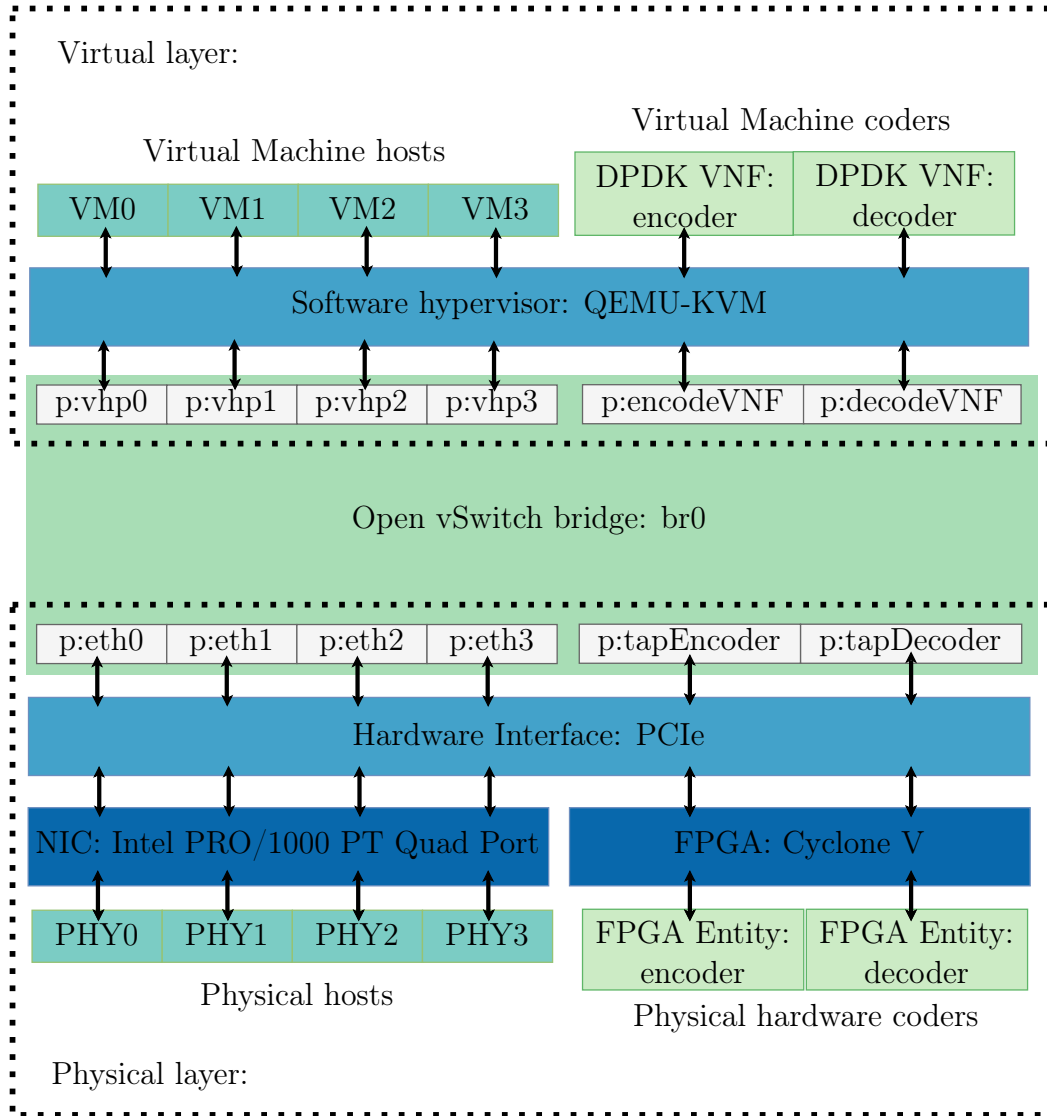 Virtual layer:
Virtual Machine coders
Virtual Machine hosts
VM0 VM1 VM2 VM3
DPDK VNF:
encoder
DPDK VNF:
decoder
Software hypervisor: QEMU-KVM
p:vhp0 p:vhp1 p:vhp2 p:vhp3 p:encodeVNF p:decodeVNF
Open vSwitch bridge: br0
p:eth0 p:eth1 p:eth2 p:eth3 p:tapEncoder p:tapDecoder
Hardware Interface: PCIe
NIC: Intel PRO/1000 PT Quad Port
FPGA: Cyclone V
PHY0 PHY1 PHY2 PHY3
FPGA Entity:
encoder
FPGA Entity:
decoder
Physical hosts
Physical hardware coders
Physical layer: